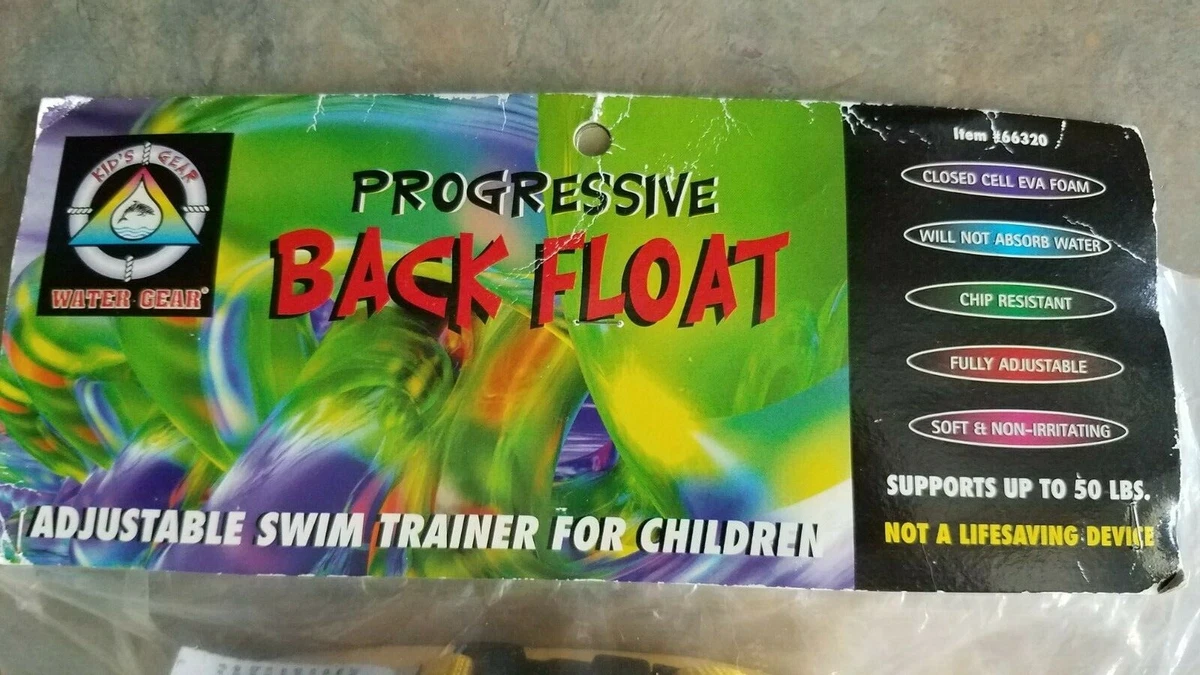 KID'S GEAR
WATER·GEAR®
PROGRESSIVE
BACK FLOAT
ADJUSTABLE SWIM TRAINER FOR CHILDREN
Item #66320
CLOSED CELL EVA FOAM
WILL NOT ABSORB WATER
CHIP RESISTANT
FULLY ADJUSTABLE
SOFT & NON-IRRITATING
SUPPORTS UP TO 50 LBS.
NOT A LIFESAVING DEVICE